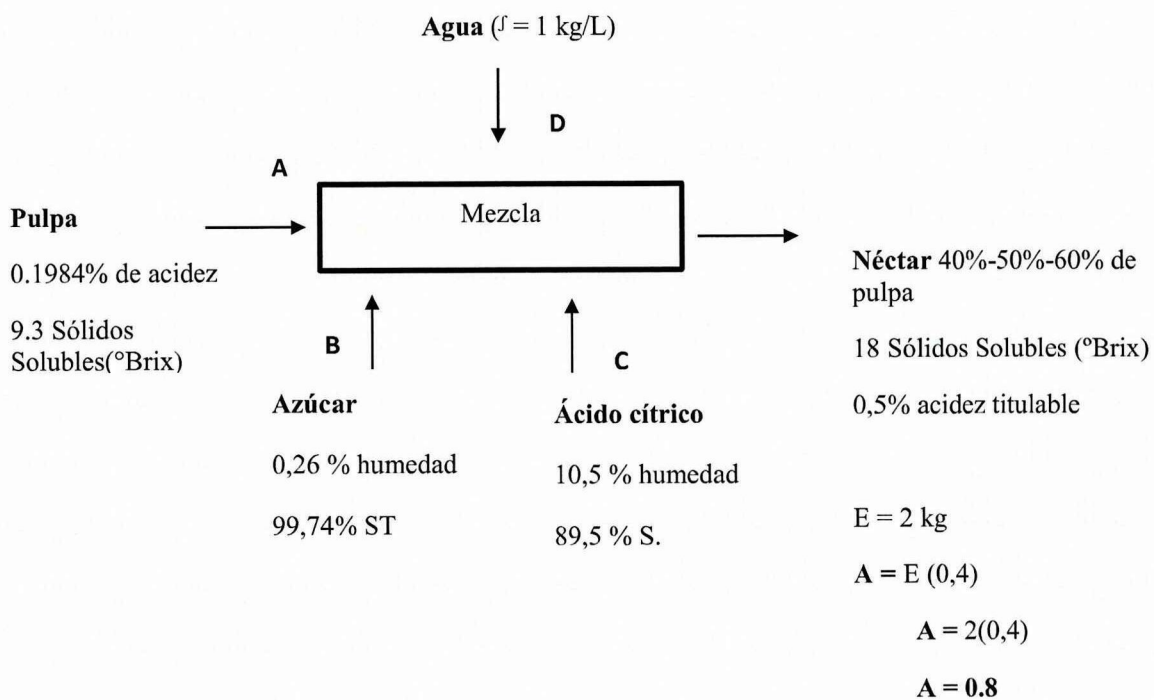 Agua (ʃ = 1 kg/L)
D
A
Mezcla
Pulpa
0.1984% de acidez
9.3 Sólidos
Solubles(°Brix)
B
C
Azúcar
0,26 % humedad
99,74% ST
Ácido cítrico
10,5 % humedad
89,5 % S.
Néctar 40%-50%-60% de
pulpa
18 Sólidos Solubles (ºBrix)
0,5% acidez titulable
E = 2 kg
A = E (0,4)
A = 2(0,4)
A = 0.8